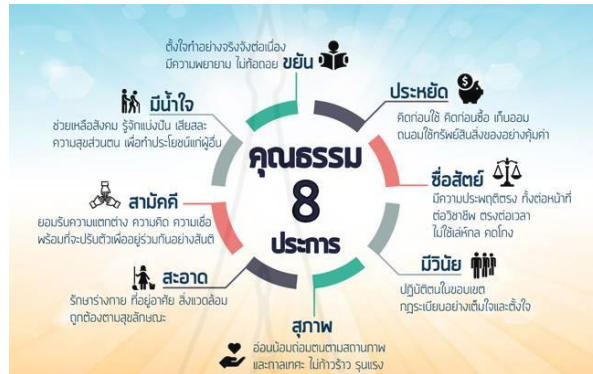 ตั้งใจทำอย่างจริงจังต่อเนื่อง
มีความพยายาม ไม่ท้อถอย ขยัน
ประหยัด
คิดก่อนใช้ คิดก่อนซื้อ เก็บออม
ถนอมใช้ทรัพย์สินสิ่งของอย่างคุ้มค่า
ซื่อสัตย์
มีความประพฤติตรง ทั้งต่อหน้าที่
ต่อวิชาชีพ ตรงต่อเวลา
ไม่ใช้เล่ห์กล คดโกง
มีวินัย
ปฏิบัติตนในขอบเขต
กฎระเบียบอย่างเต็มใจและตั้งใจ
สุภาพ
อ่อนน้อมถ่อมตนตามสถานภาพ
และกาลเทศะ ไม่ก้าวร้าว รุนแรง
สะอาด
รักษาร่างกาย ที่อยู่อาศัย สิ่งแวดล้อม
ถูกต้องตามสุขลักษณะ
สามัคคี
ยอมรับความแตกต่าง ความคิด ความเชื่อ
พร้อมที่จะปรับตัวเพื่ออยู่ร่วมกันอย่างสันติ
มีน้ำใจ
ช่วยเหลือสังคม รู้จักแบ่งปัน เสียสละ
ความสุขส่วนตน เพื่อทำประโยชน์แก่ผู้อื่น
คุณธรรม
8
ประการ